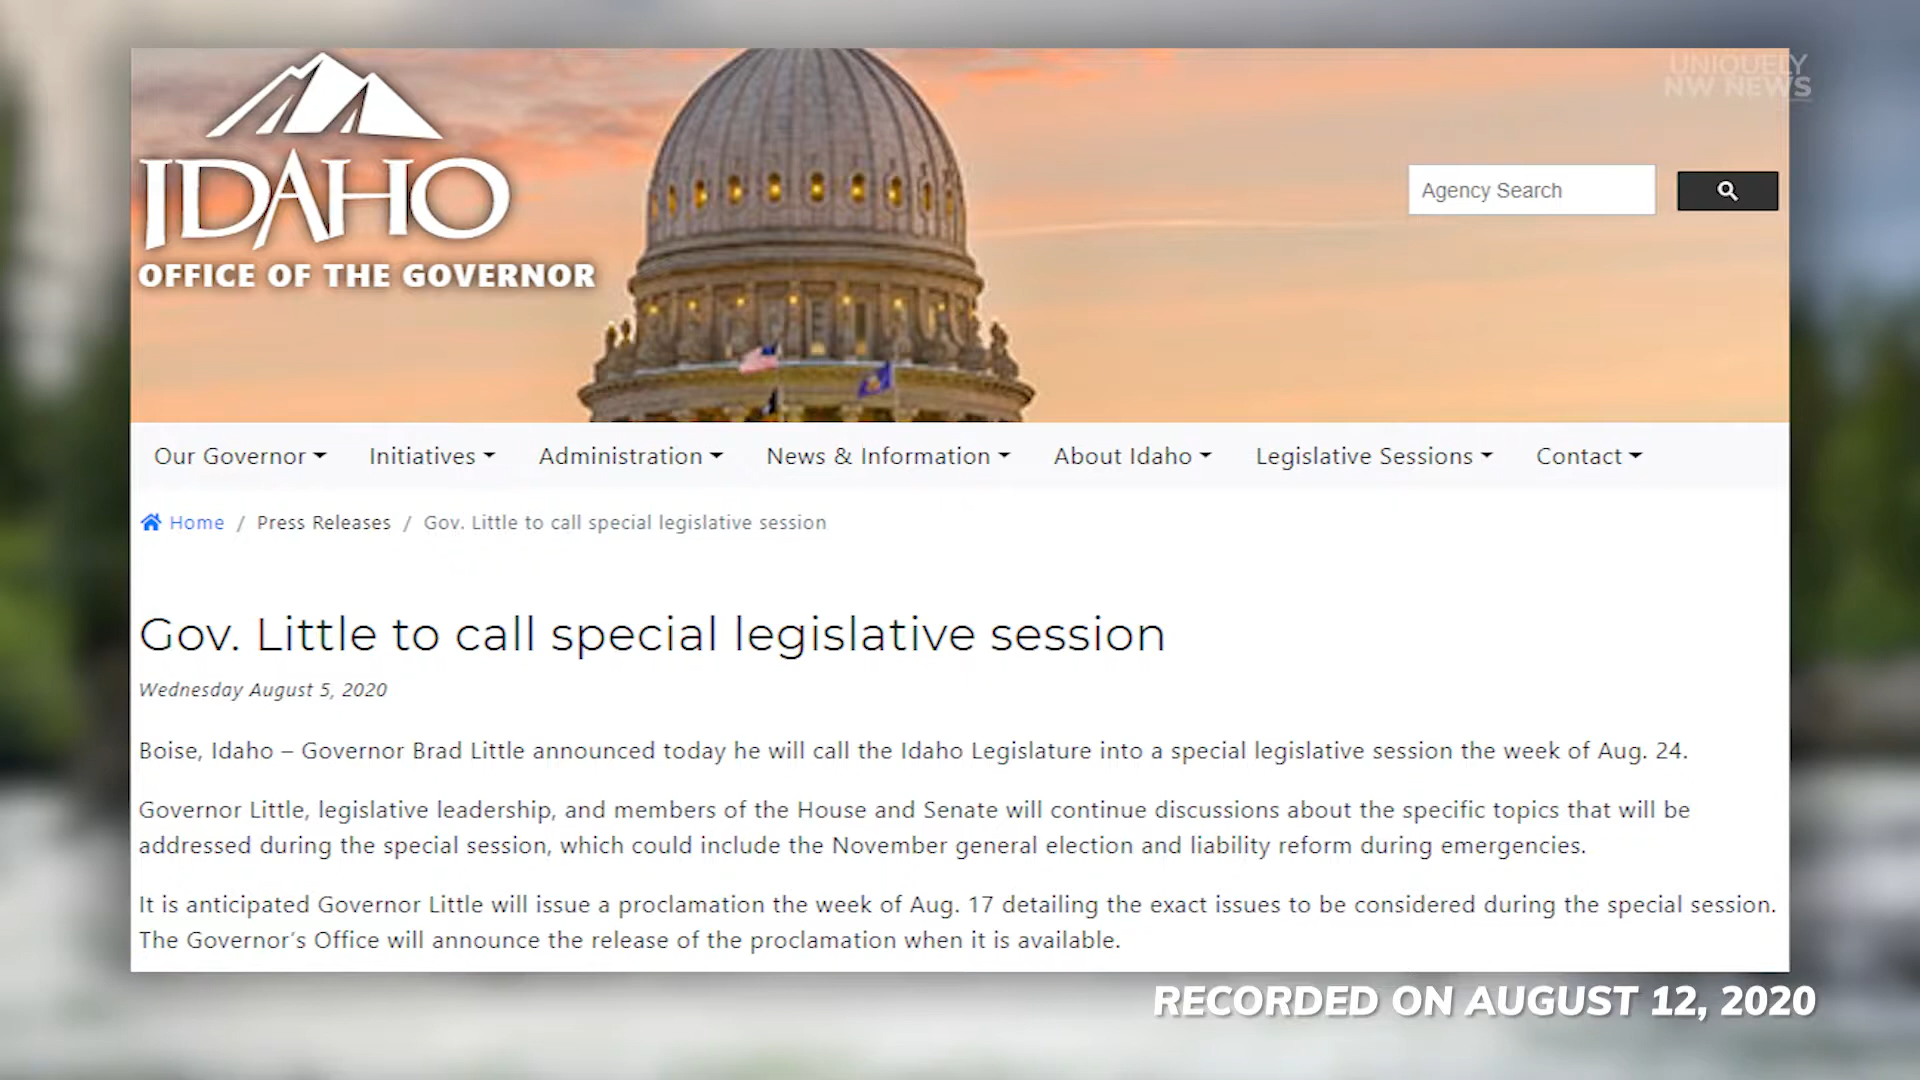 UNIQUELY
NW NEWS
IDAHO
OFFICE OF THE GOVERNOR
Agency Search
Our Governor Initiatives Administration News & Information About Idaho Legislative Sessions Contact
Home / Press Releases / Gov. Little to call special legislative session
Gov. Little to call special legislative session
Wednesday August 5, 2020
Boise, Idaho – Governor Brad Little announced today he will call the Idaho Legislature into a special legislative session the week of Aug. 24.
Governor Little, legislative leadership, and members of the House and Senate will continue discussions about the specific topics that will be
addressed during the special session, which could include the November general election and liability reform during emergencies.
It is anticipated Governor Little will issue a proclamation the week of Aug. 17 detailing the exact issues to be considered during the special session.
The Governor's Office will announce the release of the proclamation when it is available.
RECORDED ON AUGUST 12, 2020